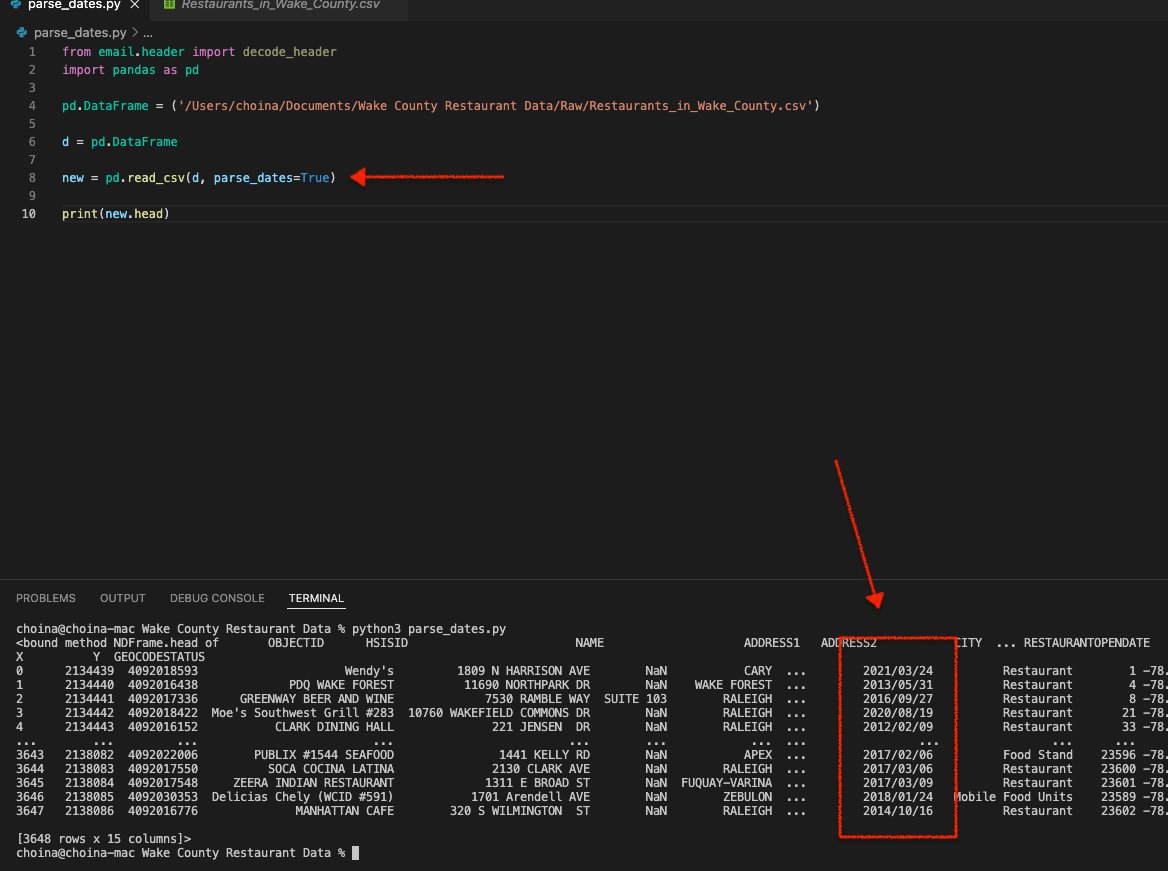 parse_dates.py × Restaurants_in_Wake_County.csv
parse_dates.py > ...
1 from email.header import decode_header
2 import pandas as pd
3
4 pd.DataFrame = ('/Users/choina/Documents/Wake County Restaurant Data/Raw/Restaurants_in_Wake_County.csv')
5
6 d = pd.DataFrame
7
8 new = pd.read_csv(d, parse_dates=True)
9
10 print(new.head)
PROBLEMS OUTPUT DEBUG CONSOLE TERMINAL
choina@choina-mac Wake County Restaurant Data % python3 parse_dates.py
<bound method NDFrame.head of OBJECTID HSISID NAME ADDRESS1 ADDRESS2 CITY ... RESTAURANTOPENDATE
X Y GEOCODESTATUS
0 2134439 4092018593 Wendy's 1809 N HARRISON AVE NaN CARY ... 2021/03/24 Restaurant 1 -78.
1 2134440 4092016438 PDQ WAKE FOREST 11690 NORTHPARK DR NaN WAKE FOREST ... 2013/05/31 Restaurant 4 -78.
2 2134441 4092017336 GREENWAY BEER AND WINE 7530 RAMBLE WAY SUITE 103 RALEIGH ... 2016/09/27 Restaurant 8 -78.
3 2134442 4092018422 Moe's Southwest Grill #283 10760 WAKEFIELD COMMONS DR NaN RALEIGH ... 2020/08/19 Restaurant 21 -78.
4 2134443 4092016152 CLARK DINING HALL 221 JENSEN DR NaN RALEIGH ... 2012/02/09 Restaurant 33 -78.
... ... ... ... ... ... ... ... ... ... ...
3643 2138082 4092022006 PUBLIX #1544 SEAFOOD 1441 KELLY RD NaN APEX ... 2017/02/06 Food Stand 23596 -78.
3644 2138083 4092017550 SOCA COCINA LATINA 2130 CLARK AVE NaN RALEIGH ... 2017/03/06 Restaurant 23600 -78.
3645 2138084 4092017548 ZEERA INDIAN RESTAURANT 1311 E BROAD ST NaN FUQUAY-VARINA ... 2017/03/09 Restaurant 23601 -78.
3646 2138085 4092030353 Delicias Chely (WCID #591) 1701 Arendell AVE NaN ZEBULON ... 2018/01/24 Mobile Food Units 23589 -78.
3647 2138086 4092016776 MANHATTAN CAFE 320 S WILMINGTON ST NaN RALEIGH ... 2014/10/16 Restaurant 23602 -78.
[3648 rows x 15 columns]>
choina@choina-mac Wake County Restaurant Data %